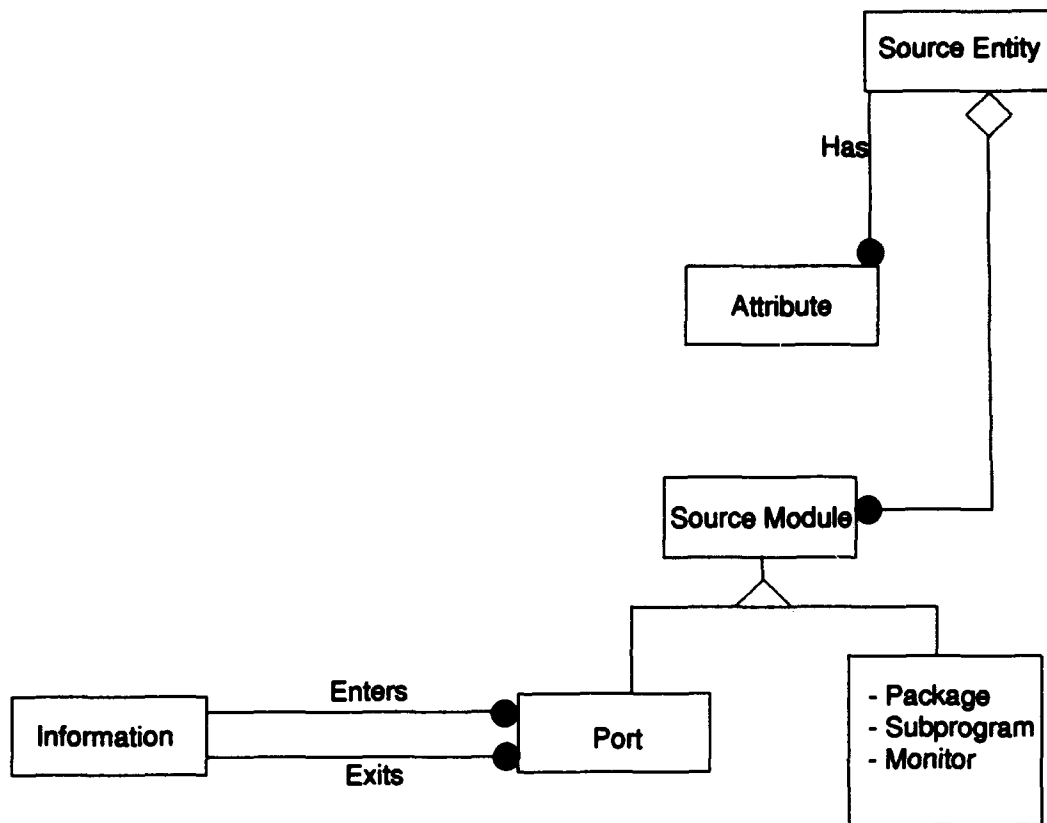 Source Entity
Has
Attribute
Source Module
Enters
Information
Exits
Port
- Package
- Subprogram
- Monitor